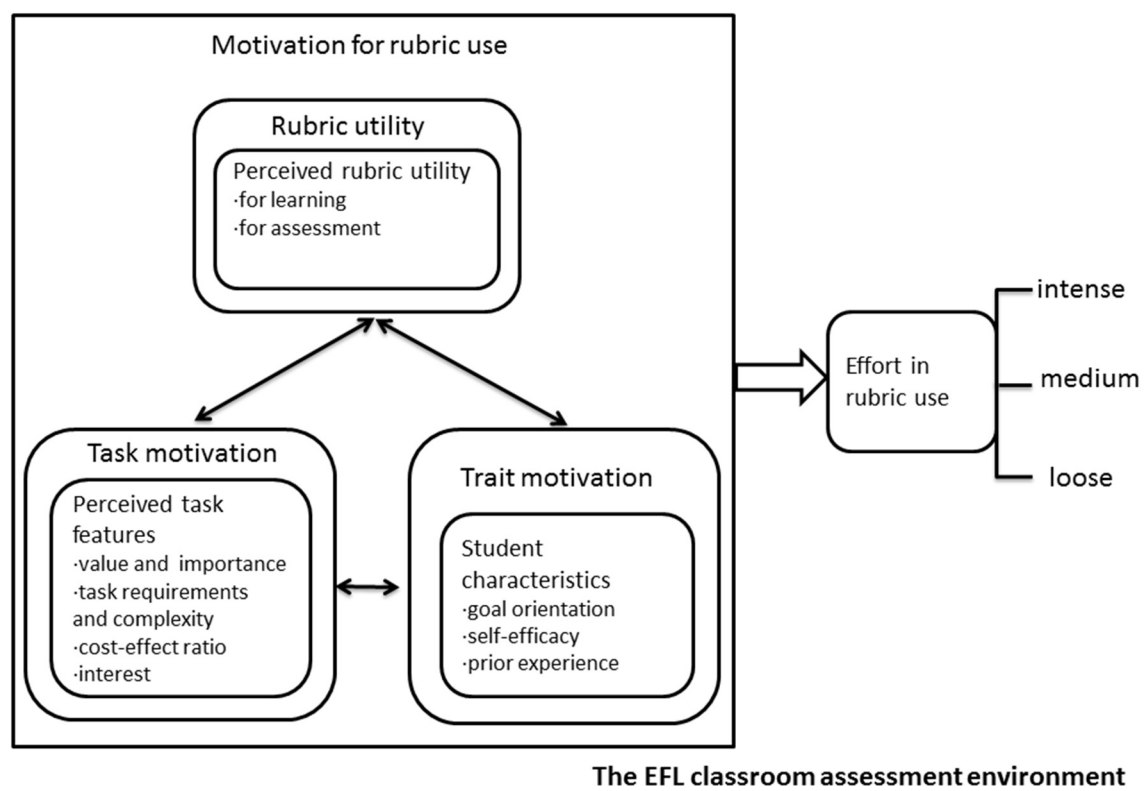 Motivation for rubric use
Rubric utility
Perceived rubric utility
·for learning
·for assessment
Task motivation
Perceived task
features
·value and importance
·task requirements
and complexity
·cost-effect ratio
·interest
Trait motivation
Student
characteristics
·goal orientation
·self-efficacy
·prior experience
Effort in
rubric use
intense
medium
loose
The EFL classroom assessment environment